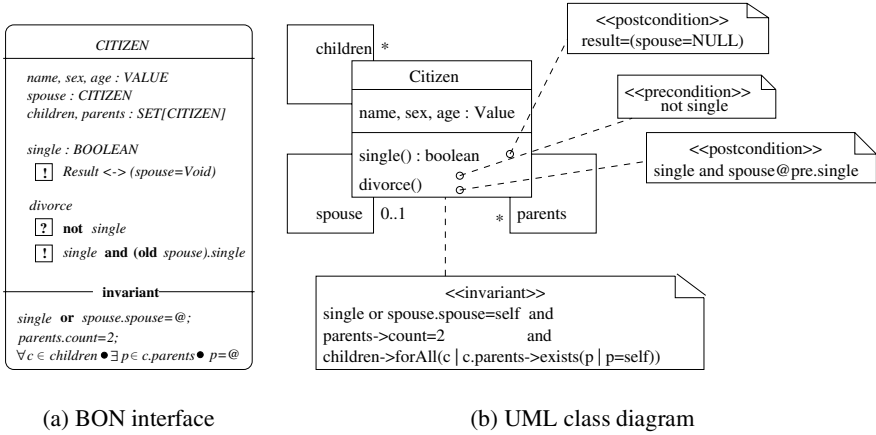 CITIZEN
name, sex, age : VALUE
spouse : CITIZEN
children, parents : SET[CITIZEN]
single : BOOLEAN
! Result <-> (spouse=Void)
divorce
? not single
! single and (old spouse).single
invariant
single or spouse.spouse=@;
parents.count=2;
∀c ∈ children • ∃ p ∈ c.parents • p=@
(a) BON interface
children *
Citizen
name, sex, age : Value
single() : boolean
divorce()
spouse 0..1
* parents
<<postcondition>>
result=(spouse=NULL)
<<precondition>>
not single
<<postcondition>>
single and spouse@pre.single
<<invariant>>
single or spouse.spouse=self and
parents->count=2 and
children->forAll(c | c.parents->exists(p | p=self))
(b) UML class diagram